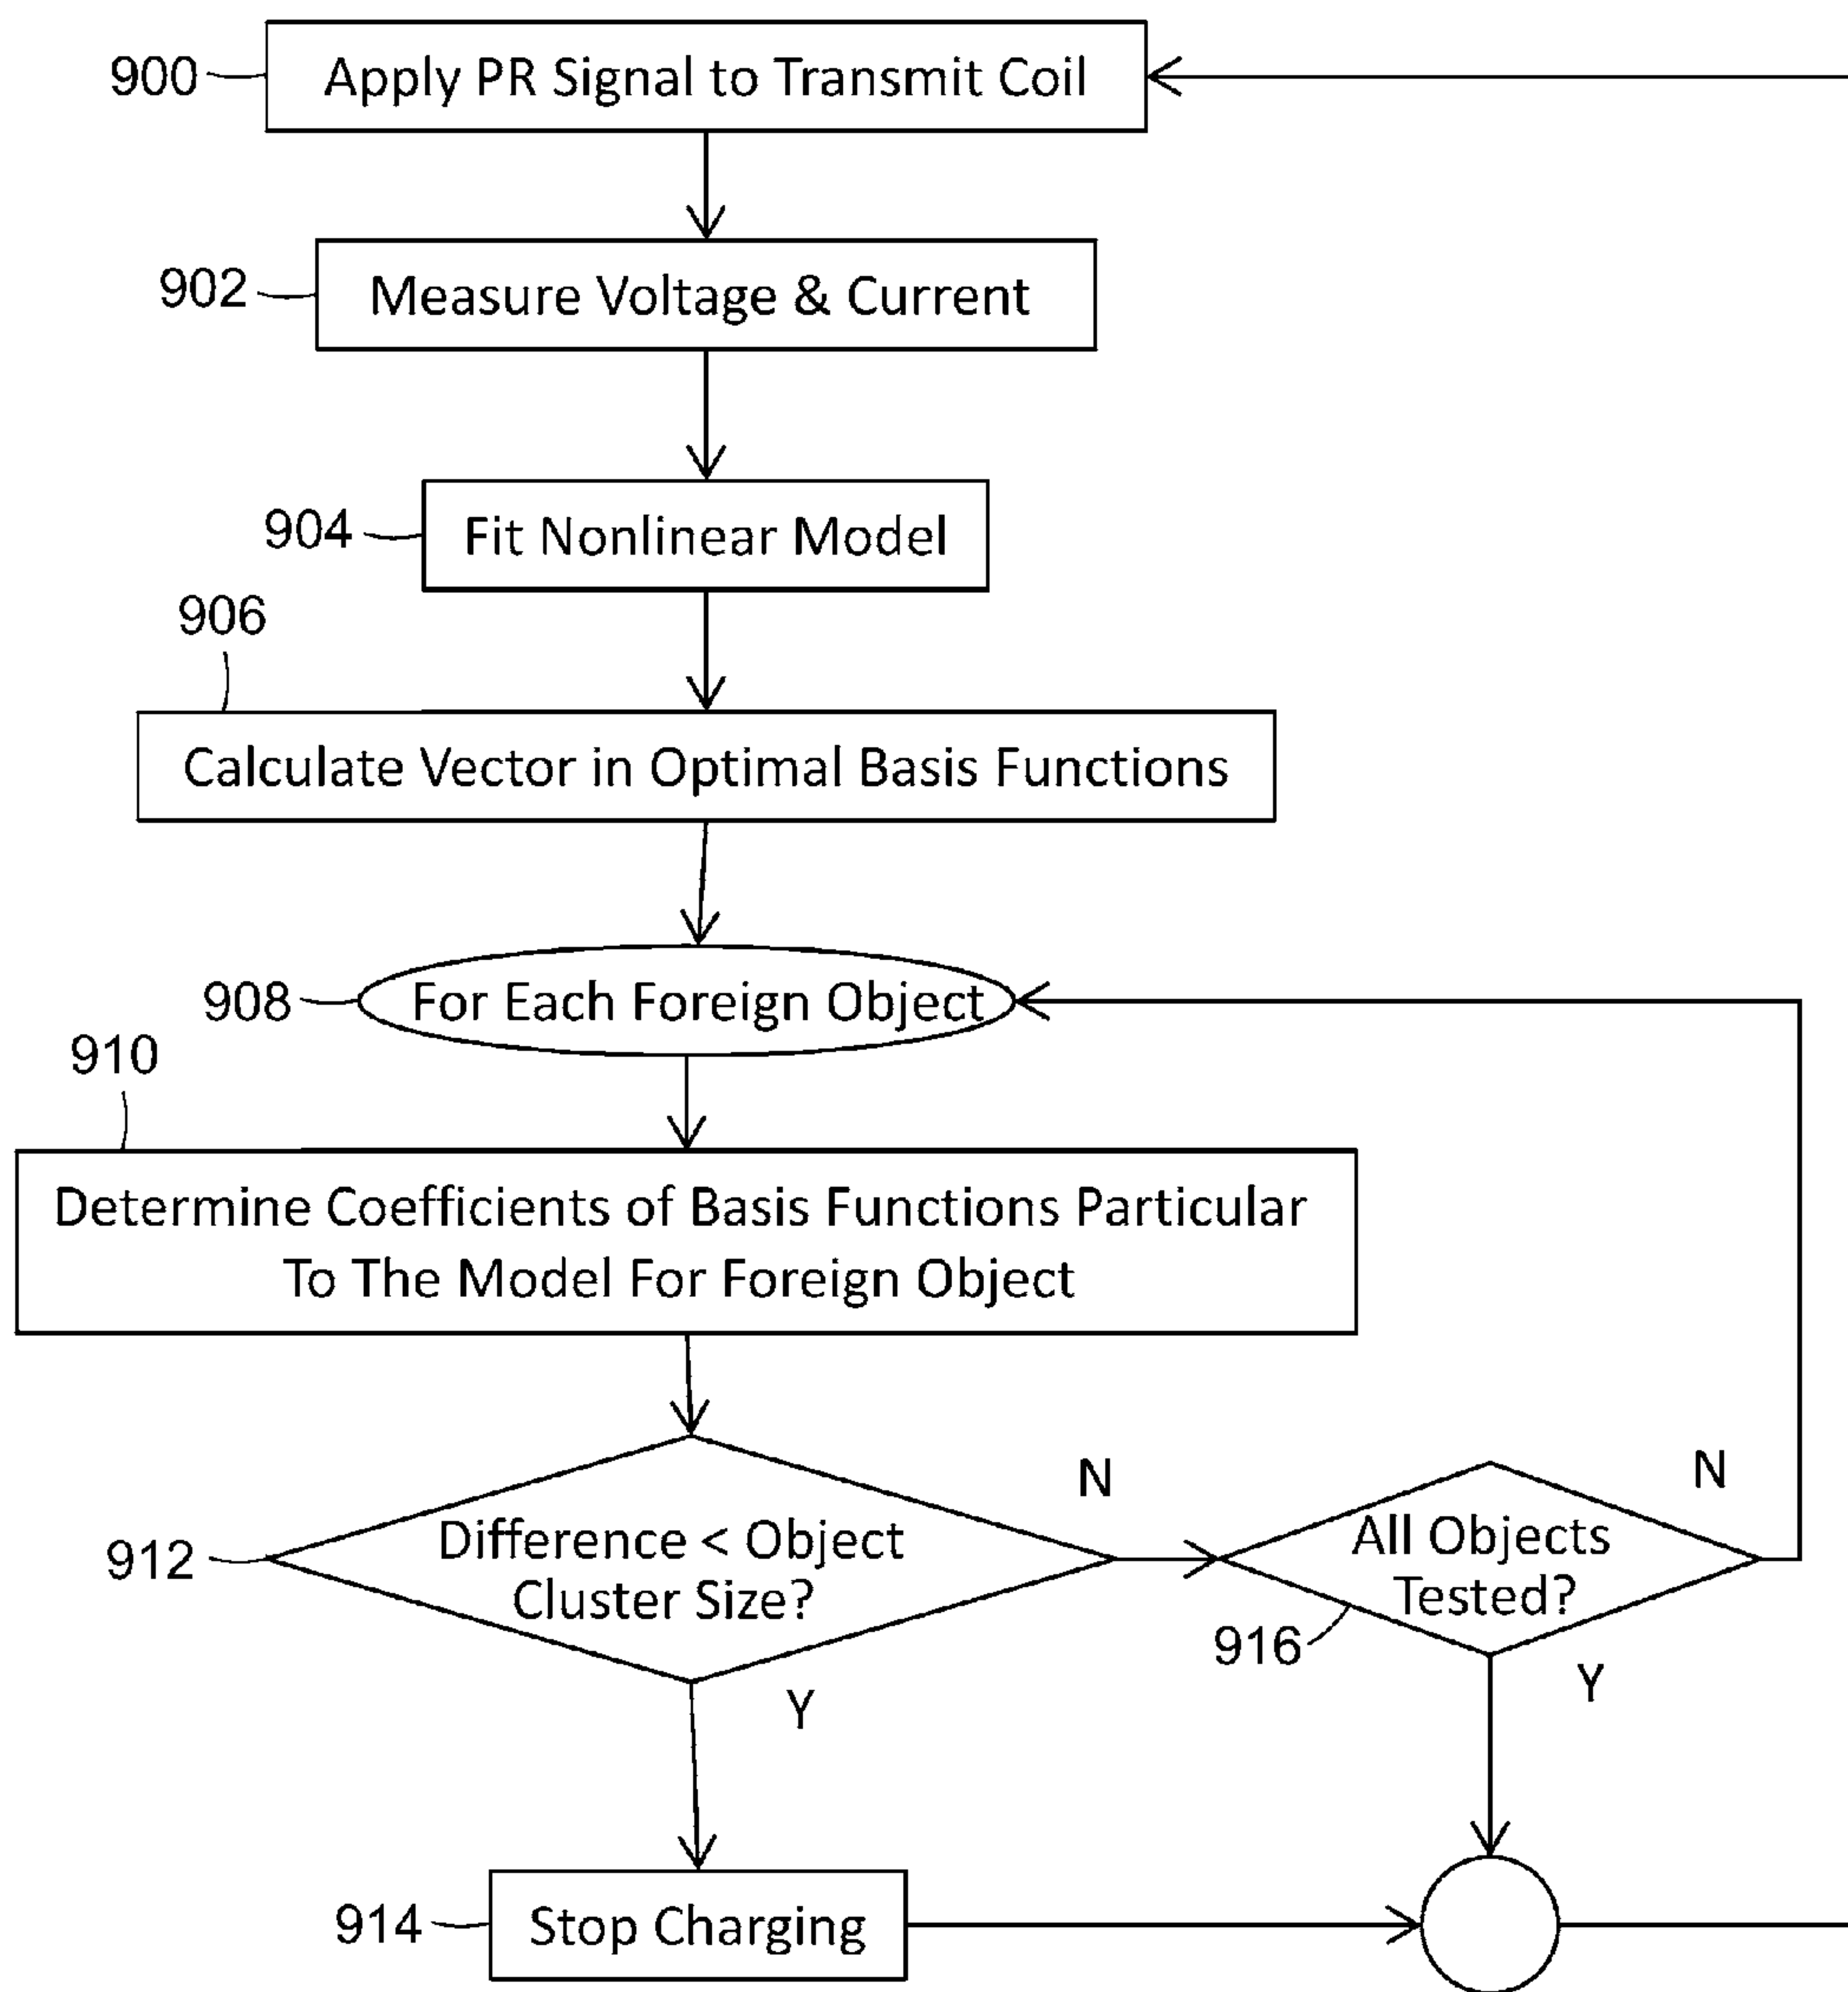 900
Apply PR Signal to Transmit Coil
902
Measure Voltage & Current
904
Fit Nonlinear Model
906
Calculate Vector in Optimal Basis Functions
908
For Each Foreign Object
910
Determine Coefficients of Basis Functions Particular
To The Model For Foreign Object
912
Difference < Object
Cluster Size?
N
Y
All Objects
Tested?
916
N
Y
914
Stop Charging